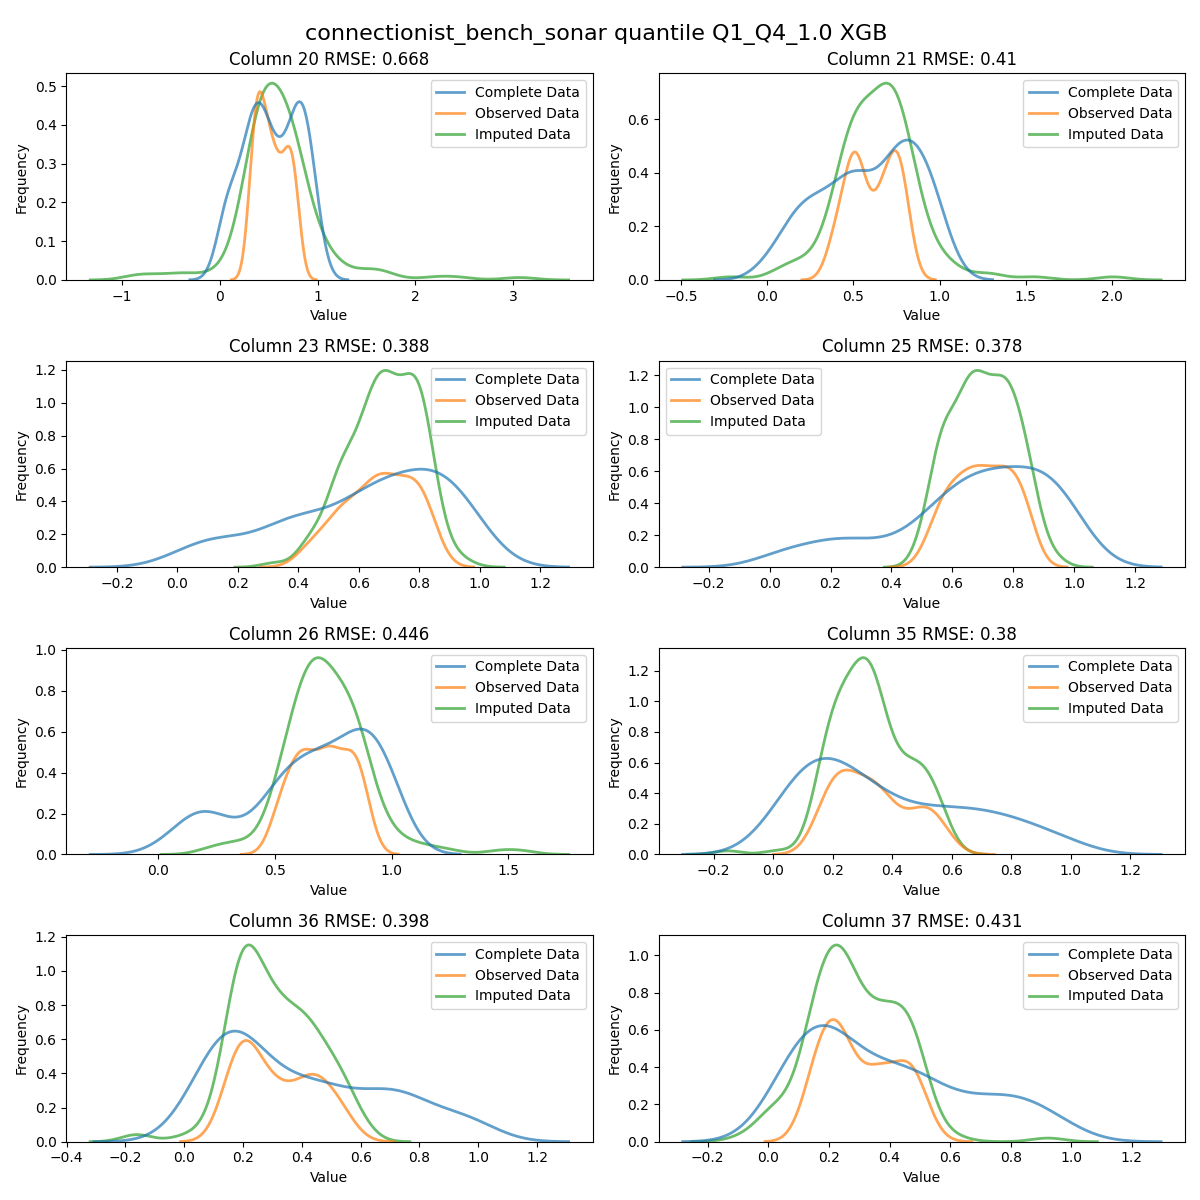 connectionist_bench_sonar quantile Q1_Q4_1.0 XGB
Column 20 RMSE: 0.668
Frequency
0.5
0.4
0.3
0.2
0.1
0.0
Complete Data
Observed Data
Imputed Data
−1 0 1 2 3
Value
Column 21 RMSE: 0.41
Frequency
0.6
0.4
0.2
0.0
Complete Data
Observed Data
Imputed Data
−0.5 0.0 0.5 1.0 1.5 2.0
Value
Column 23 RMSE: 0.388
Frequency
1.2
1.0
0.8
0.6
0.4
0.2
0.0
Complete Data
Observed Data
Imputed Data
−0.2 0.0 0.2 0.4 0.6 0.8 1.0 1.2
Value
Column 25 RMSE: 0.378
Frequency
1.2
1.0
0.8
0.6
0.4
0.2
0.0
Complete Data
Observed Data
Imputed Data
−0.2 0.0 0.2 0.4 0.6 0.8 1.0 1.2
Value
Column 26 RMSE: 0.446
Frequency
1.0
0.8
0.6
0.4
0.2
0.0
Complete Data
Observed Data
Imputed Data
0.0 0.5 1.0 1.5
Value
Column 35 RMSE: 0.38
Frequency
1.2
1.0
0.8
0.6
0.4
0.2
0.0
Complete Data
Observed Data
Imputed Data
−0.2 0.0 0.2 0.4 0.6 0.8 1.0 1.2
Value
Column 36 RMSE: 0.398
Frequency
1.2
1.0
0.8
0.6
0.4
0.2
0.0
Complete Data
Observed Data
Imputed Data
−0.4 −0.2 0.0 0.2 0.4 0.6 0.8 1.0 1.2
Value
Column 37 RMSE: 0.431
Frequency
1.0
0.8
0.6
0.4
0.2
0.0
Complete Data
Observed Data
Imputed Data
−0.2 0.0 0.2 0.4 0.6 0.8 1.0 1.2
Value